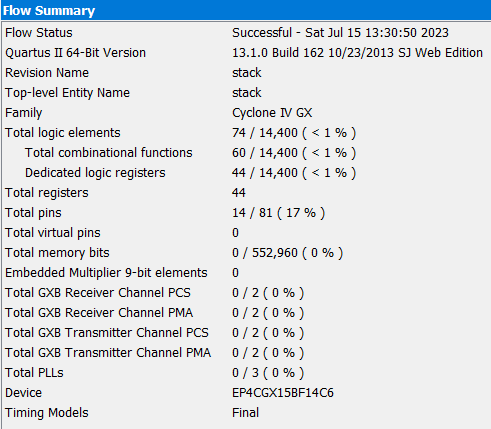 Flow Summary
Flow Status Successful - Sat Jul 15 13:30:50 2023
Quartus II 64-Bit Version 13.1.0 Build 162 10/23/2013 SJ Web Edition
Revision Name stack
Top-level Entity Name stack
Family Cyclone IV GX
Total logic elements 74 / 14,400 ( < 1 % )
Total combinational functions 60 / 14,400 ( < 1 % )
Dedicated logic registers 44 / 14,400 ( < 1 % )
Total registers 44
Total pins 14 / 81 ( 17 % )
Total virtual pins 0
Total memory bits 0 / 552,960 ( 0 % )
Embedded Multiplier 9-bit elements 0
Total GXB Receiver Channel PCS 0 / 2 ( 0 % )
Total GXB Receiver Channel PMA 0 / 2 ( 0 % )
Total GXB Transmitter Channel PCS 0 / 2 ( 0 % )
Total GXB Transmitter Channel PMA 0 / 2 ( 0 % )
Total PLLs 0 / 3 ( 0 % )
Device EP4CGX15BF14C6
Timing Models Final